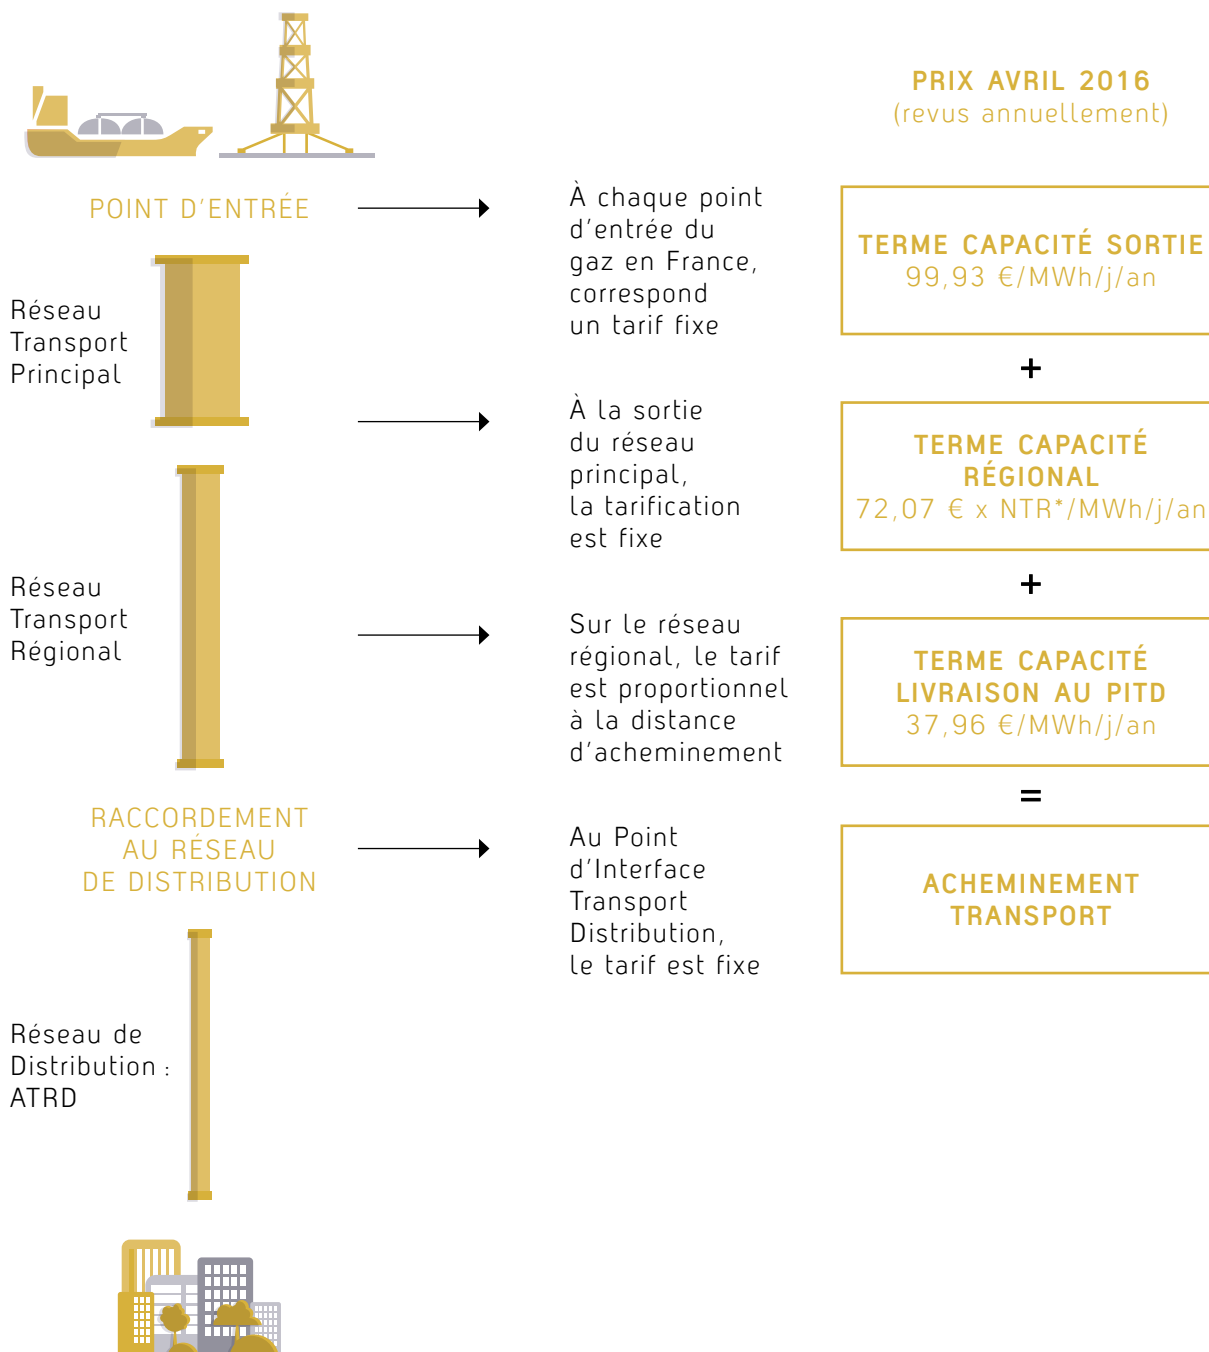 PRIX AVRIL 2016
(revus annuellement)
POINT D'ENTRÉE
À chaque point
d'entrée du
gaz en France,
correspond
un tarif fixe
TERME CAPACITÉ SORTIE
99,93 €/MWh/j/an
Réseau
Transport
Principal
+
À la sortie
du réseau
principal,
la tarification
est fixe
TERME CAPACITÉ
RÉGIONAL
72,07 € x NTR*/MWh/j/an
+
Réseau
Transport
Régional
Sur le réseau
régional, le tarif
est proportionnel
à la distance
d'acheminement
TERME CAPACITÉ
LIVRAISON AU PITD
37,96 €/MWh/j/an
=
RACCORDEMENT
AU RÉSEAU
DE DISTRIBUTION
Au Point
d'Interface
Transport
Distribution,
le tarif est fixe
ACHEMINEMENT
TRANSPORT
Réseau de
Distribution :
ATRD